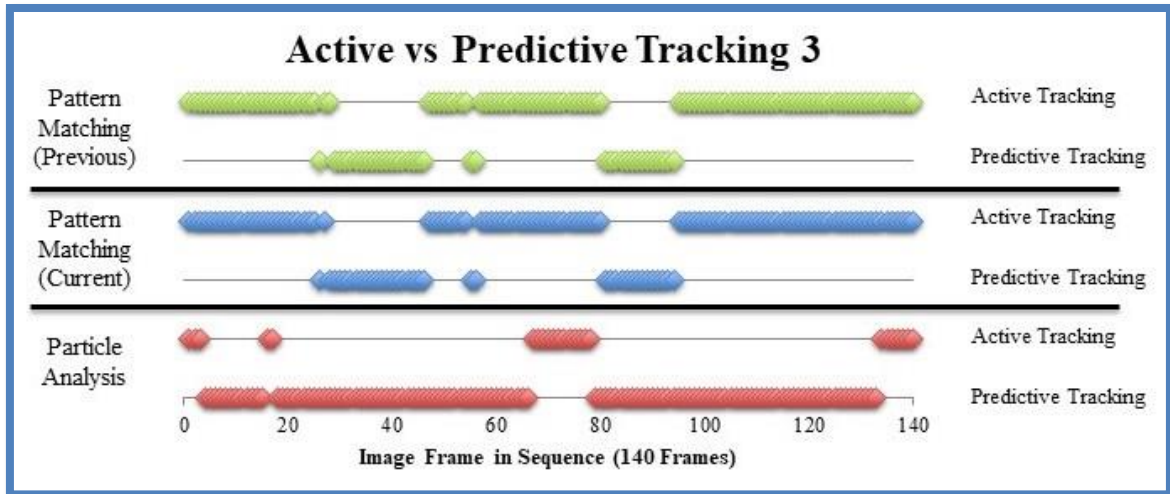 Active vs Predictive Tracking 3
Pattern
Matching
(Previous)
Active Tracking
Predictive Tracking
Pattern
Matching
(Current)
Active Tracking
Predictive Tracking
Particle
Analysis
Active Tracking
Predictive Tracking
0 20 40 60 80 100 120 140
Image Frame in Sequence (140 Frames)